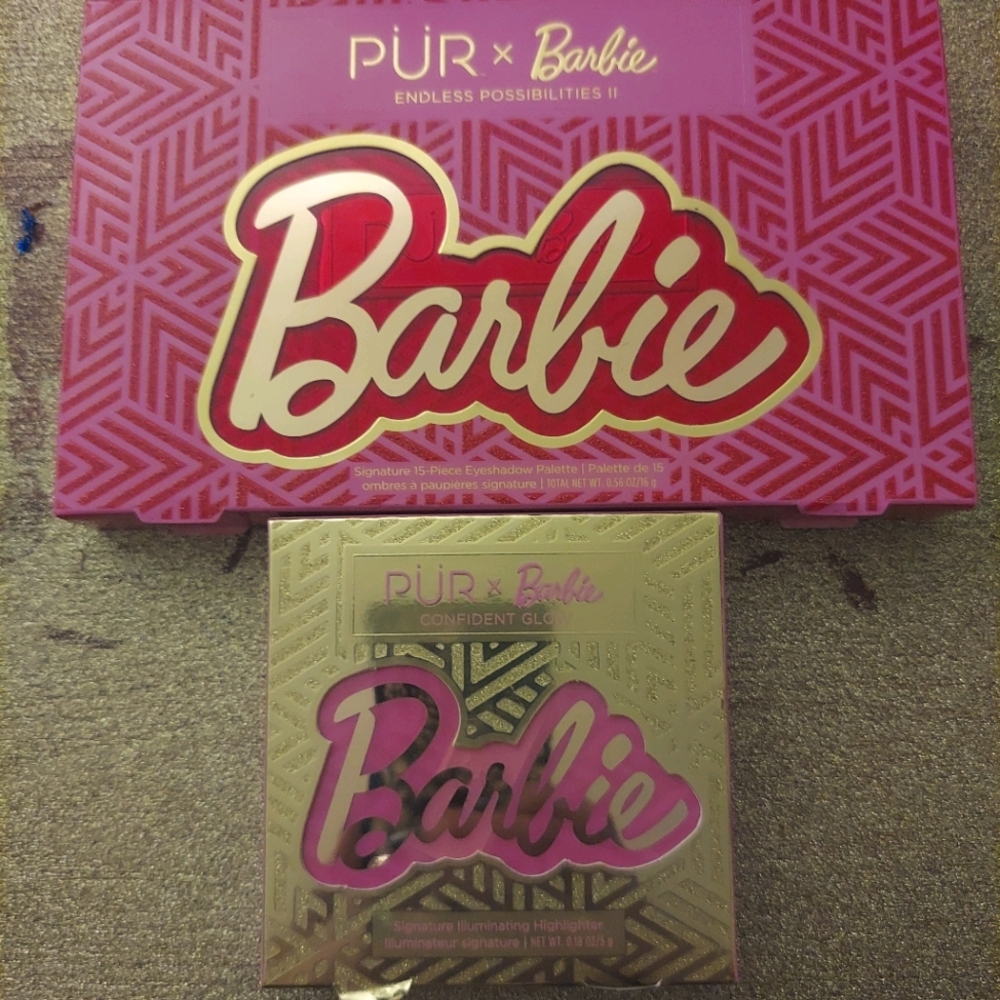 PÜR × Barbie
ENDLESS POSSIBILITIES II
Barbie
Signature 15-Piece Eyeshadow Palette | Palette de 15
ombres à paupières signature | TOTAL NET WT. 0.56 OZ/16 g
PÜR × Barbie
CONFIDENT GLOW
Barbie
Signature Illuminating Highlighter
Illuminateur signature | NET WT. 0.18 OZ/5 g